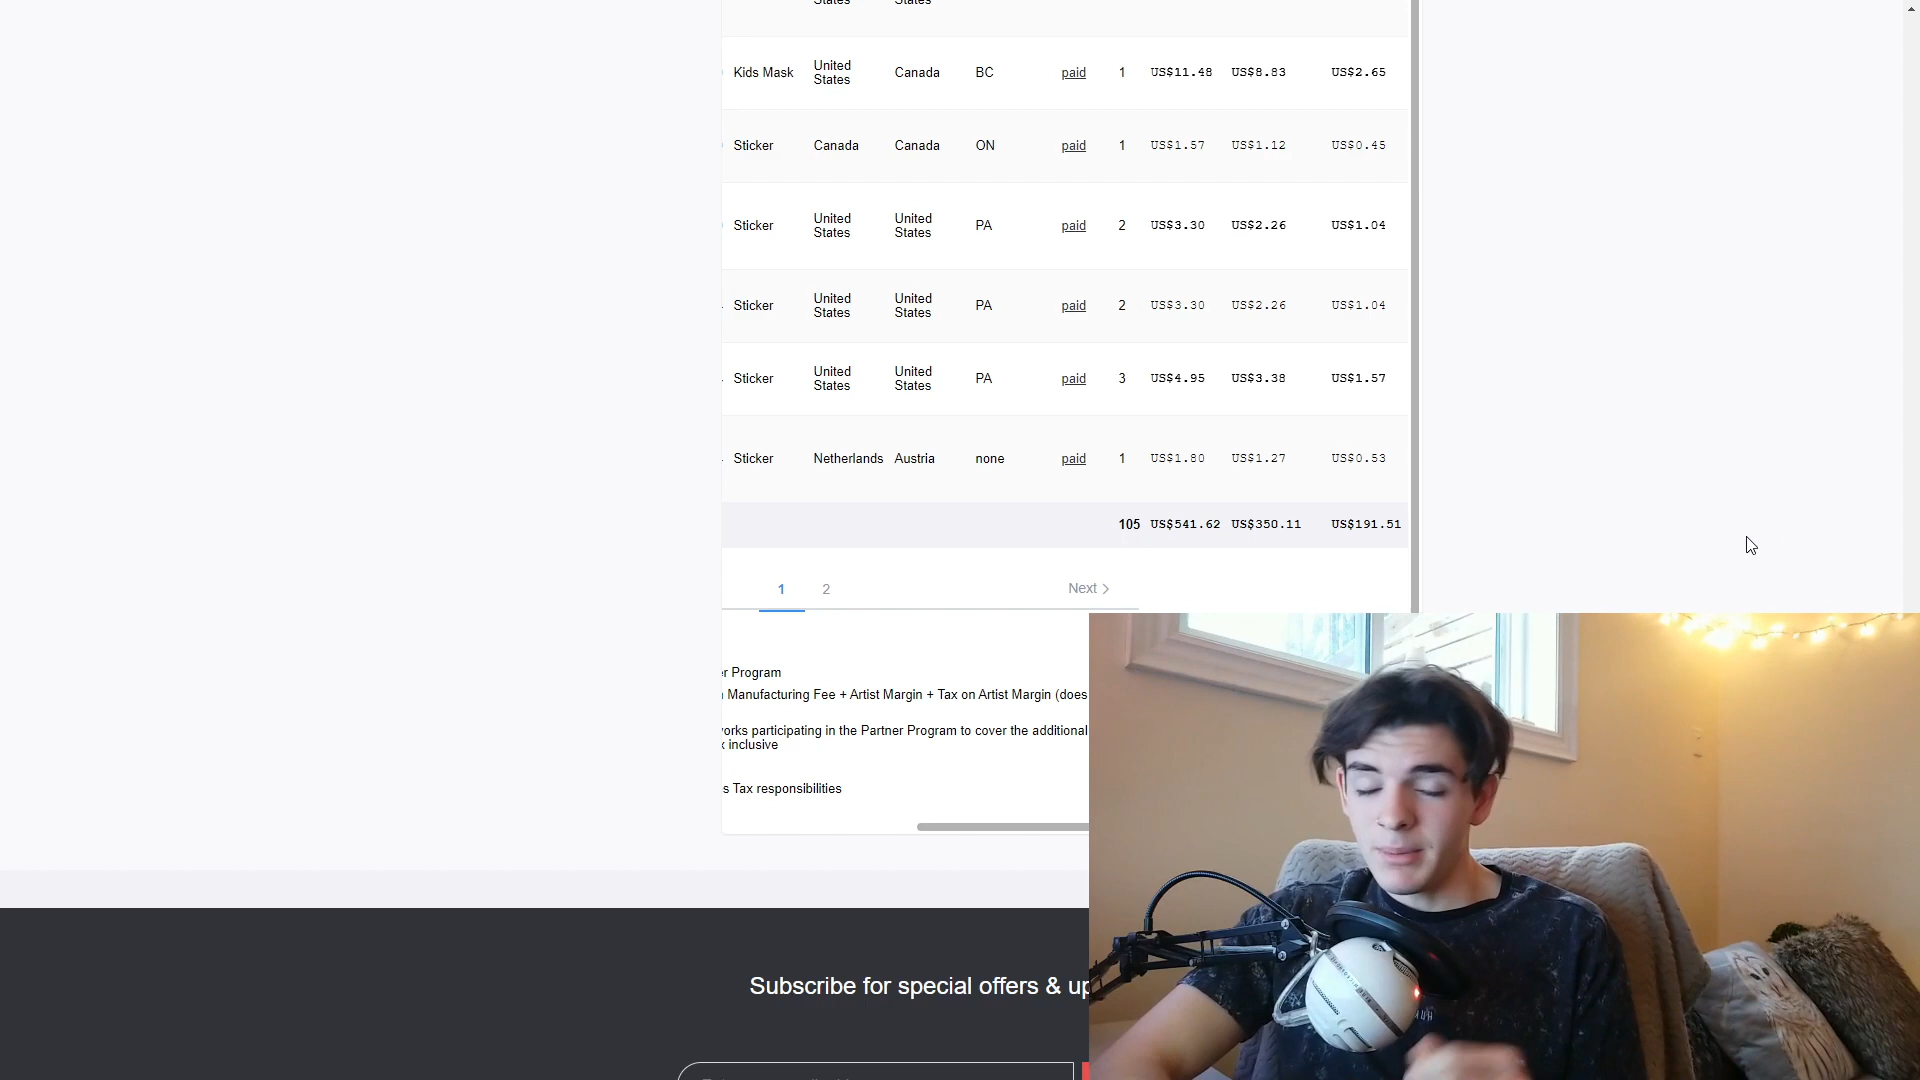 States States
Kids Mask United States Canada BC paid 1 US$11.48 US$8.83 US$2.65
Sticker Canada Canada ON paid 1 US$1.57 US$1.12 US$0.45
Sticker United States United States PA paid 2 US$3.30 US$2.26 US$1.04
Sticker United States United States PA paid 2 US$3.30 US$2.26 US$1.04
Sticker United States United States PA paid 3 US$4.95 US$3.38 US$1.57
Sticker Netherlands Austria none paid 1 US$1.80 US$1.27 US$0.53
105 US$541.62 US$350.11 US$191.51
1 2 Next
er Program
Manufacturing Fee + Artist Margin + Tax on Artist Margin (does
works participating in the Partner Program to cover the additional
x inclusive
s Tax responsibilities
Subscribe for special offers & up